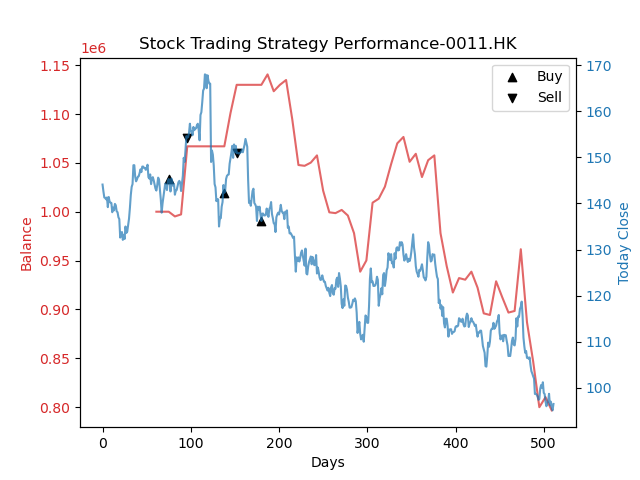 Stock Trading Strategy Performance-0011.HK
1e6
Buy
Sell
1.15
1.10
1.05
1.00
0.95
0.90
0.85
0.80
Balance
170
160
150
140
130
120
110
100
Today Close
0 100 200 300 400 500
Days